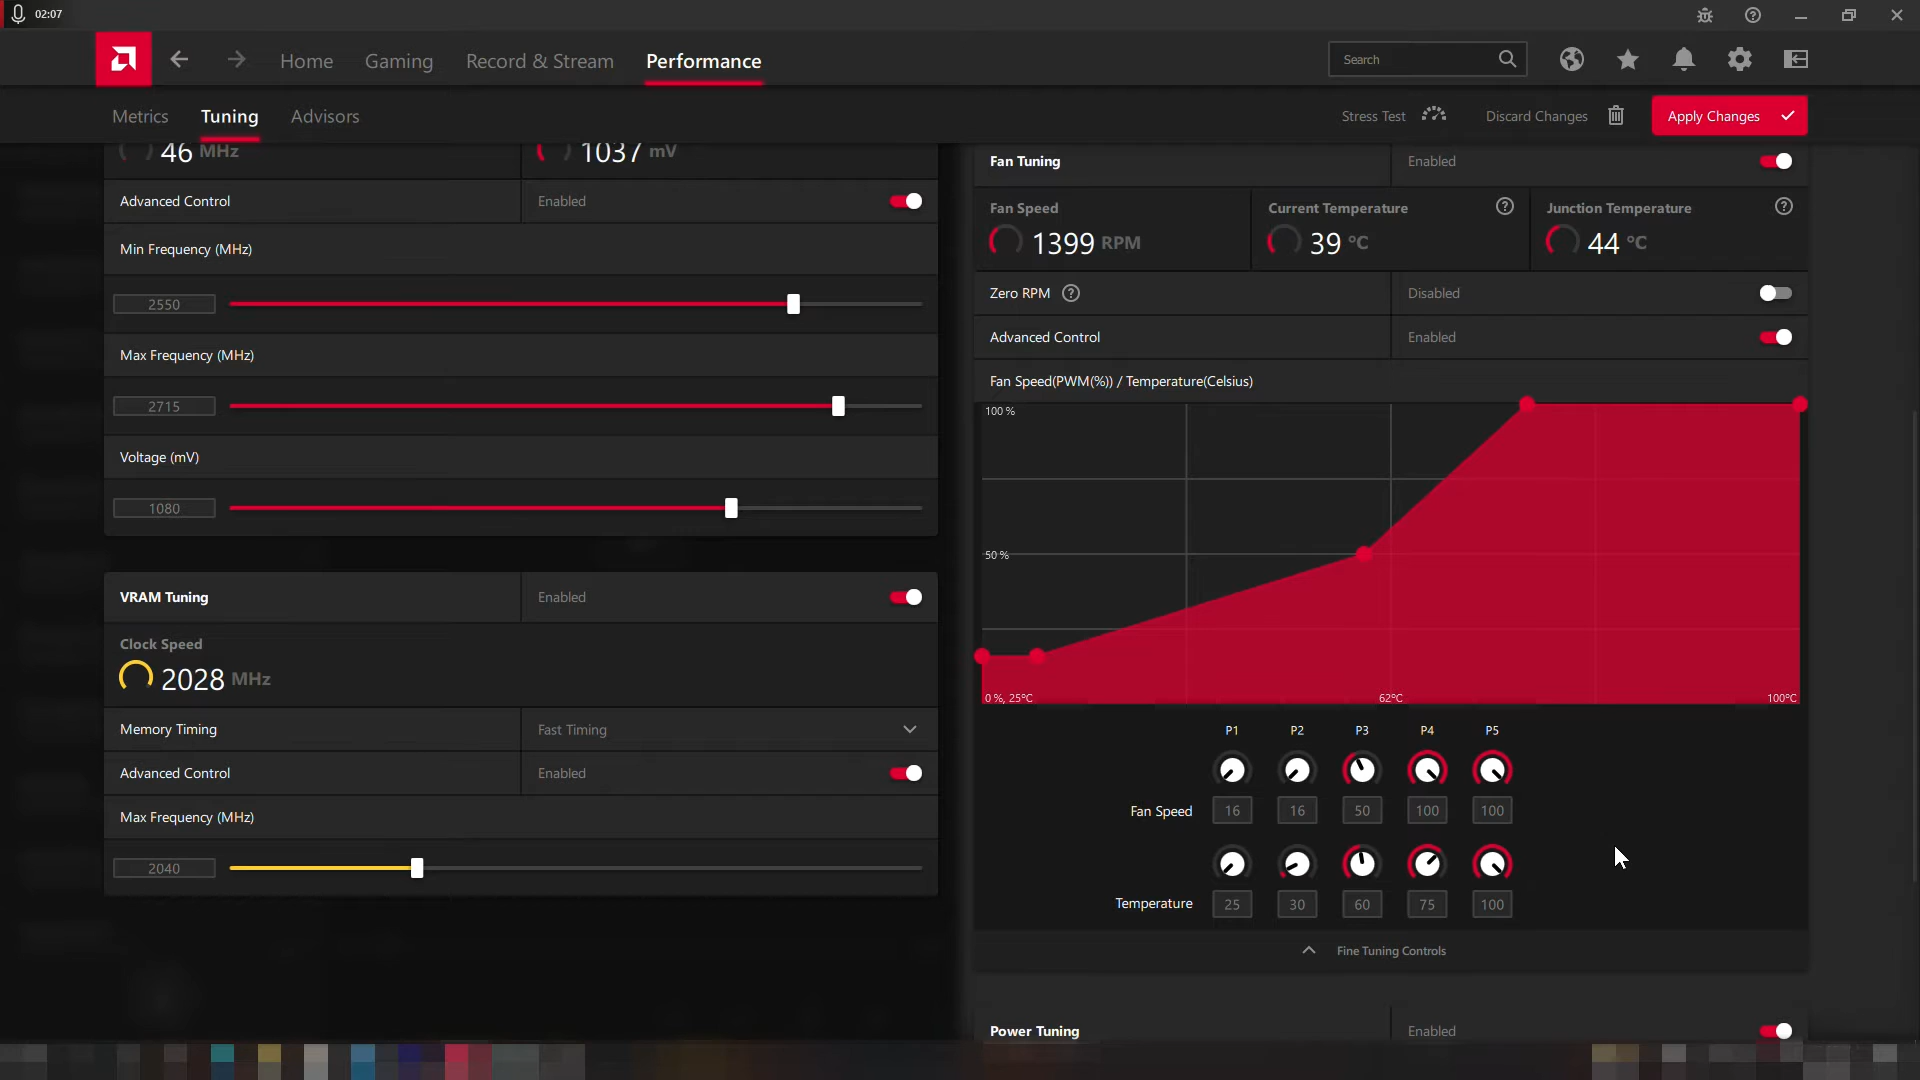 02:07
Home Gaming Record & Stream Performance Search
Metrics Tuning Advisors Stress Test Discard Changes Apply Changes
46 MHz 1037 mV
Advanced Control Enabled
Min Frequency (MHz)
2550
Max Frequency (MHz)
2715
Voltage (mV)
1080
VRAM Tuning Enabled
Clock Speed
2028 MHz
Memory Timing Fast Timing
Advanced Control Enabled
Max Frequency (MHz)
2040
Fan Tuning Enabled
Fan Speed Current Temperature Junction Temperature
1399 RPM 39 °C 44 °C
Zero RPM Disabled
Advanced Control Enabled
Fan Speed(PWM(%)) / Temperature(Celsius)
100 %
50 %
0 %, 25°C 62°C 100°C
P1 P2 P3 P4 P5
Fan Speed 16 16 50 100 100
Temperature 25 30 60 75 100
Fine Tuning Controls
Power Tuning Enabled